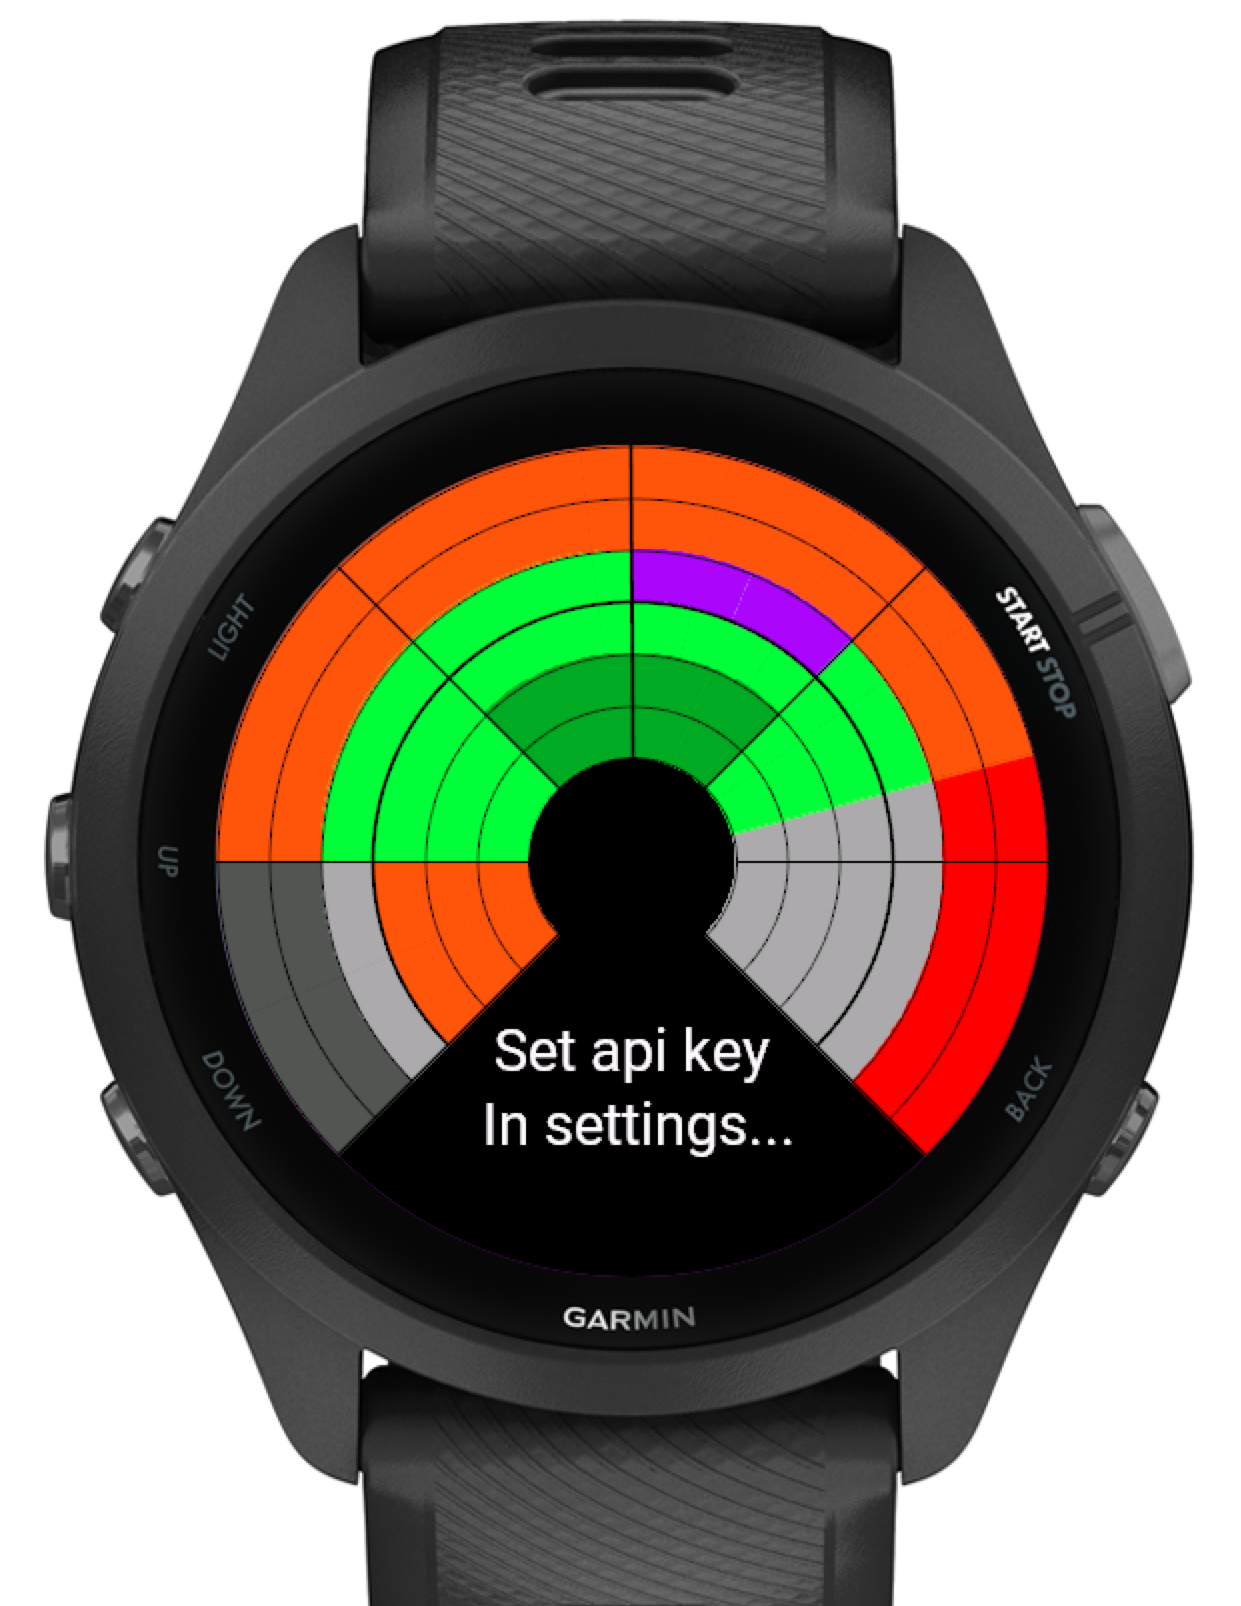 LIGHT
START STOP
UP
DOWN
BACK
Set api key
In settings...
GARMIN